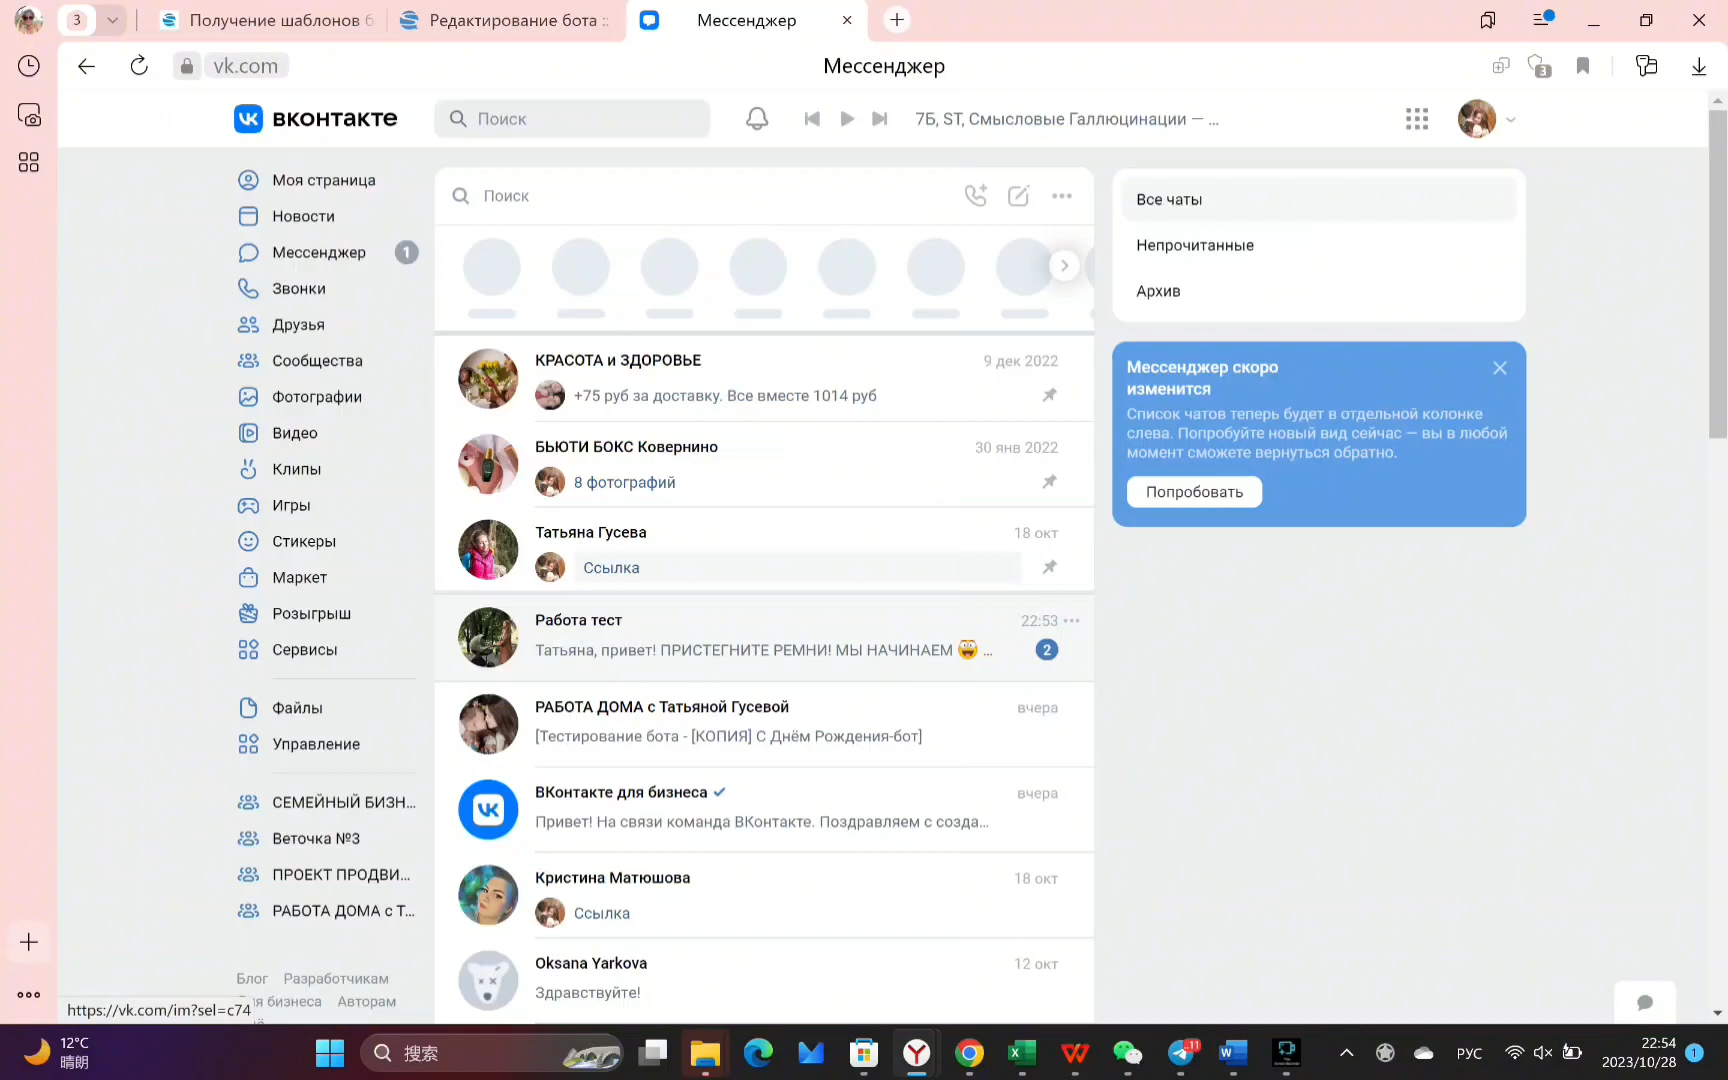 3
Получение шаблонов б
Редактирование бота ::
Мессенджер
vk.com
Мессенджер
3
вконтакте
Поиск
7Б, ST, Смысловые Галлюцинации — ...
Моя страница
Новости
Мессенджер
1
Звонки
Друзья
Сообщества
Фотографии
Видео
Клипы
Игры
Стикеры
Маркет
Розыгрыш
Сервисы
Файлы
Управление
СЕМЕЙНЫЙ БИЗН...
Веточка №3
ПРОЕКТ ПРОДВИ...
РАБОТА ДОМА с Т...
Блог Разработчикам
бизнеса Авторам
https://vk.com/im?sel=c74
Поиск
КРАСОТА и ЗДОРОВЬЕ
9 дек 2022
+75 руб за доставку. Все вместе 1014 руб
БЬЮТИ БОКС Ковернино
30 янв 2022
8 фотографий
Татьяна Гусева
18 окт
Ссылка
Работа тест
22:53
Татьяна, привет! ПРИСТЕГНИТЕ РЕМНИ! МЫ НАЧИНАЕМ ...
2
РАБОТА ДОМА с Татьяной Гусевой
вчера
[Тестирование бота - [КОПИЯ] С Днём Рождения-бот]
ВКонтакте для бизнеса
вчера
Привет! На связи команда ВКонтакте. Поздравляем с созда...
Кристина Матюшова
18 окт
Ссылка
Oksana Yarkova
12 окт
Здравствуйте!
Все чаты
Непрочитанные
Архив
Мессенджер скоро
изменится
Список чатов теперь будет в отдельной колонке
слева. Попробуйте новый вид сейчас — вы в любой
момент сможете вернуться обратно.
Попробовать
12°C
晴朗
搜索
11
РУС
22:54
2023/10/28
1